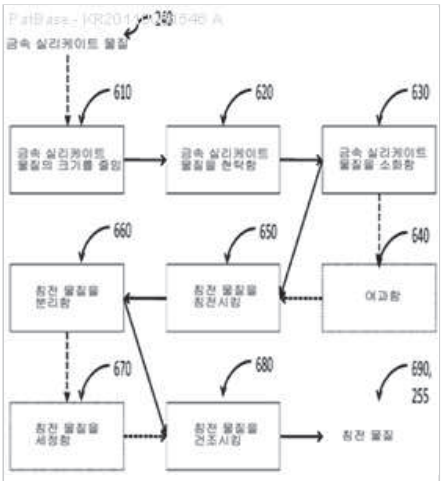 PatBase -
금속 실리케이트 물질
610
620
630
금속 실리케이트
물질의 크기를 줄임
금속 실리케이트
물질을 현탁함
금속 실리케이트
물질을 소화함
660
650
640
침전 물질을
분리함
침전 물질을
침전시킴
여과함
670
680
690,
255
침전 물질을
세정함
침전 물질을
건조시킴
침전 물질